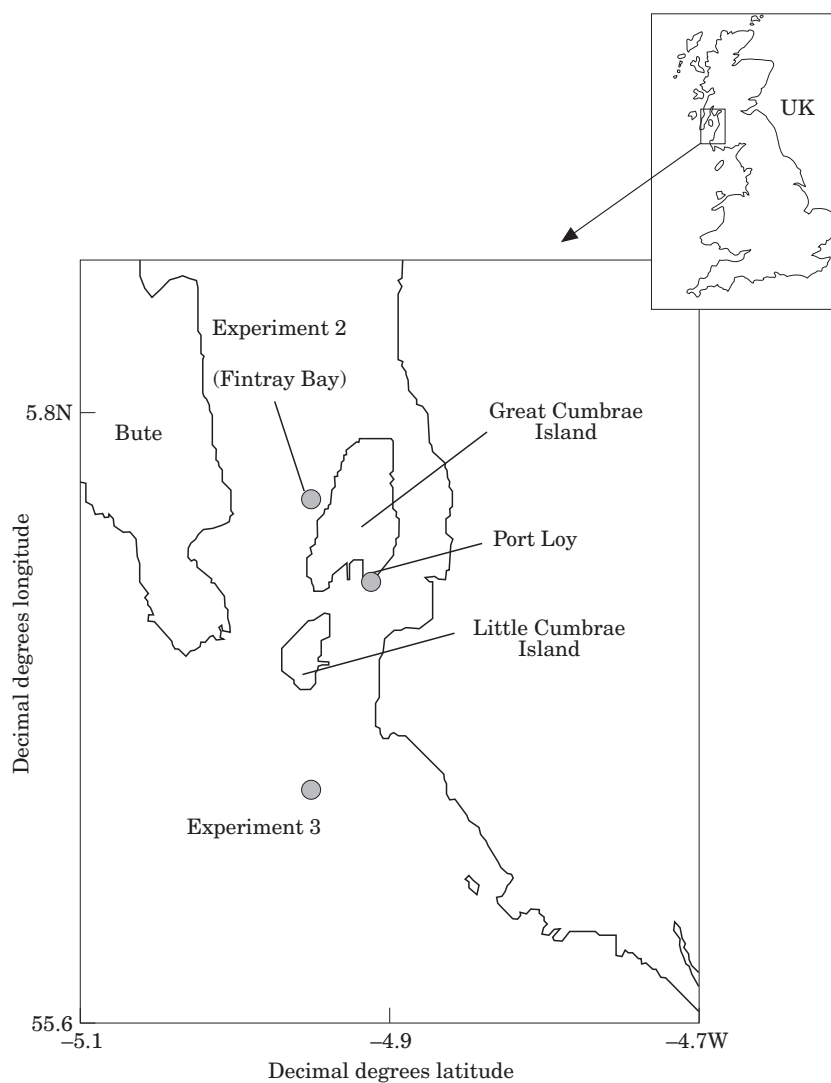 UK
Experiment 2
(Fintray Bay)
5.8N
Bute
Great Cumbrae
Island
Port Loy
Little Cumbrae
Island
Decimal degrees longitude
Experiment 3
55.6
–5.1
–4.9
–4.7W
Decimal degrees latitude